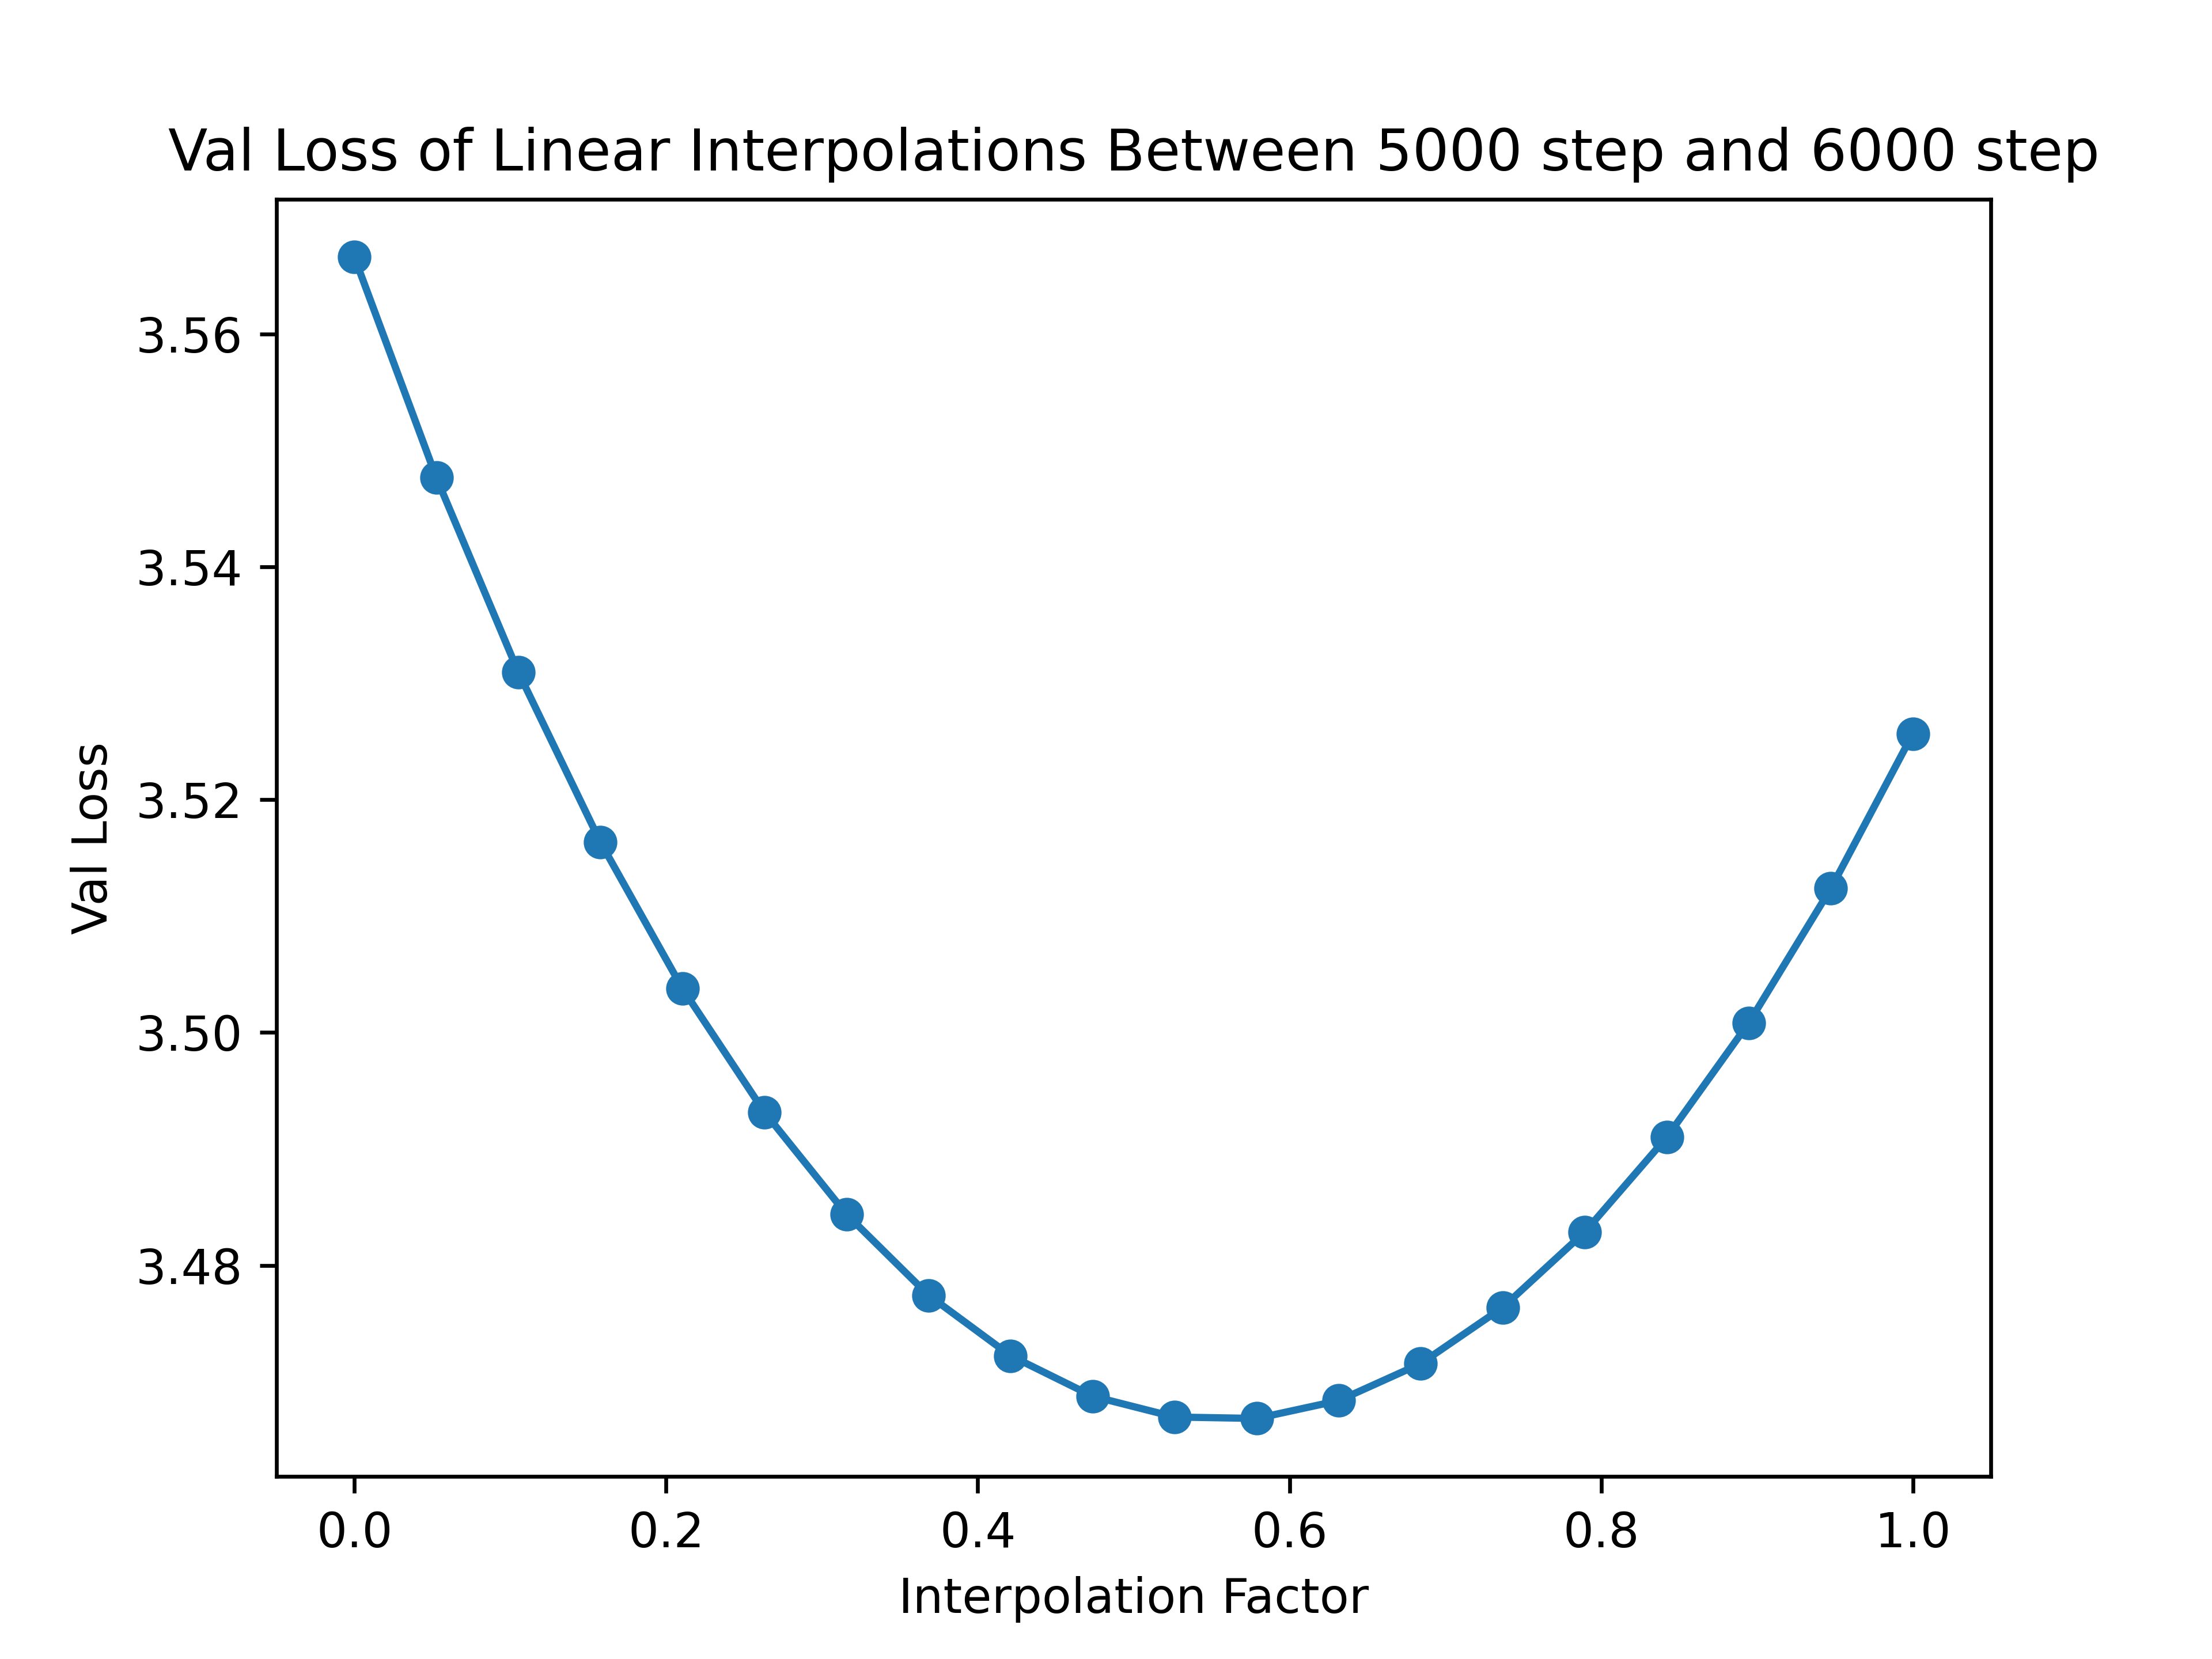 Val Loss of Linear Interpolations Between 5000 step and 6000 step
3.56
3.54
3.52
3.50
3.48
Val Loss
0.0 0.2 0.4 0.6 0.8 1.0
Interpolation Factor